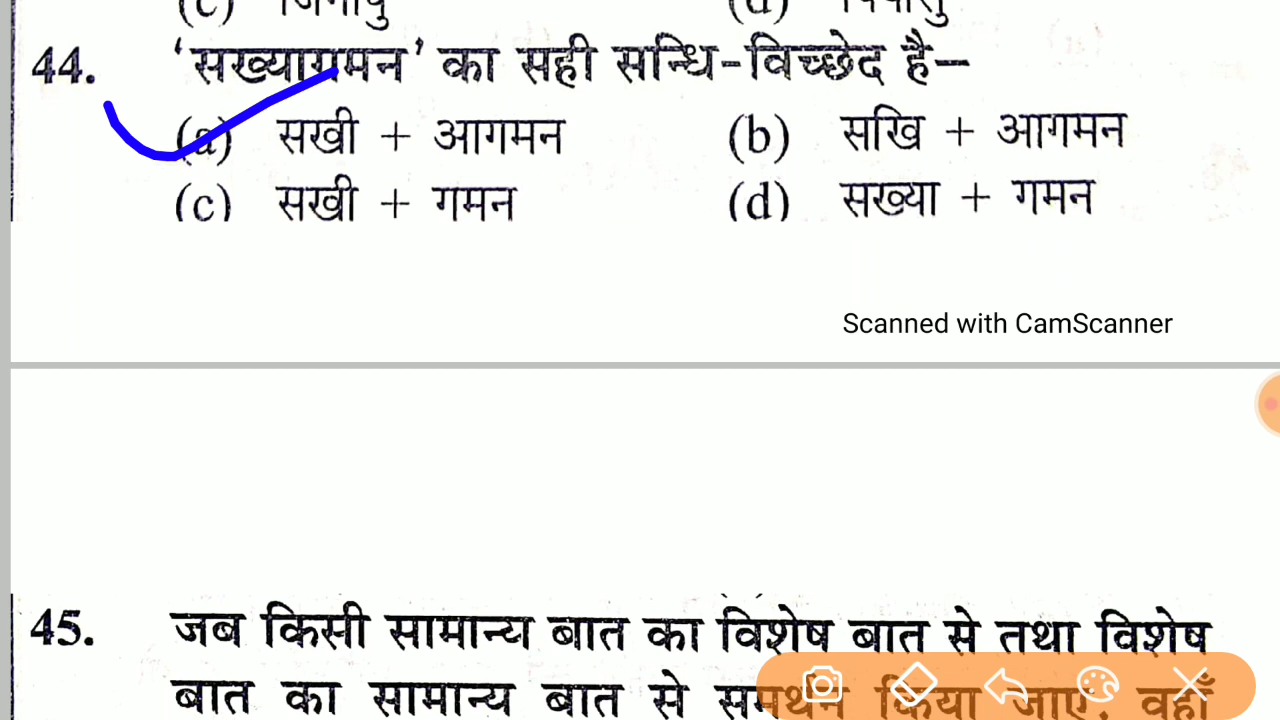 (c)
(d)
44. 'सख्यागमन' का सही सन्धि-विच्छेद है–
(a) सखी + आगमन (b) सखि + आगमन
(c) सखी + गमन (d) सख्या + गमन
Scanned with CamScanner
45. जब किसी सामान्य बात का विशेष बात से तथा विशेष
बात का सामान्य बात से समर्थन किया जाए, वहाँ